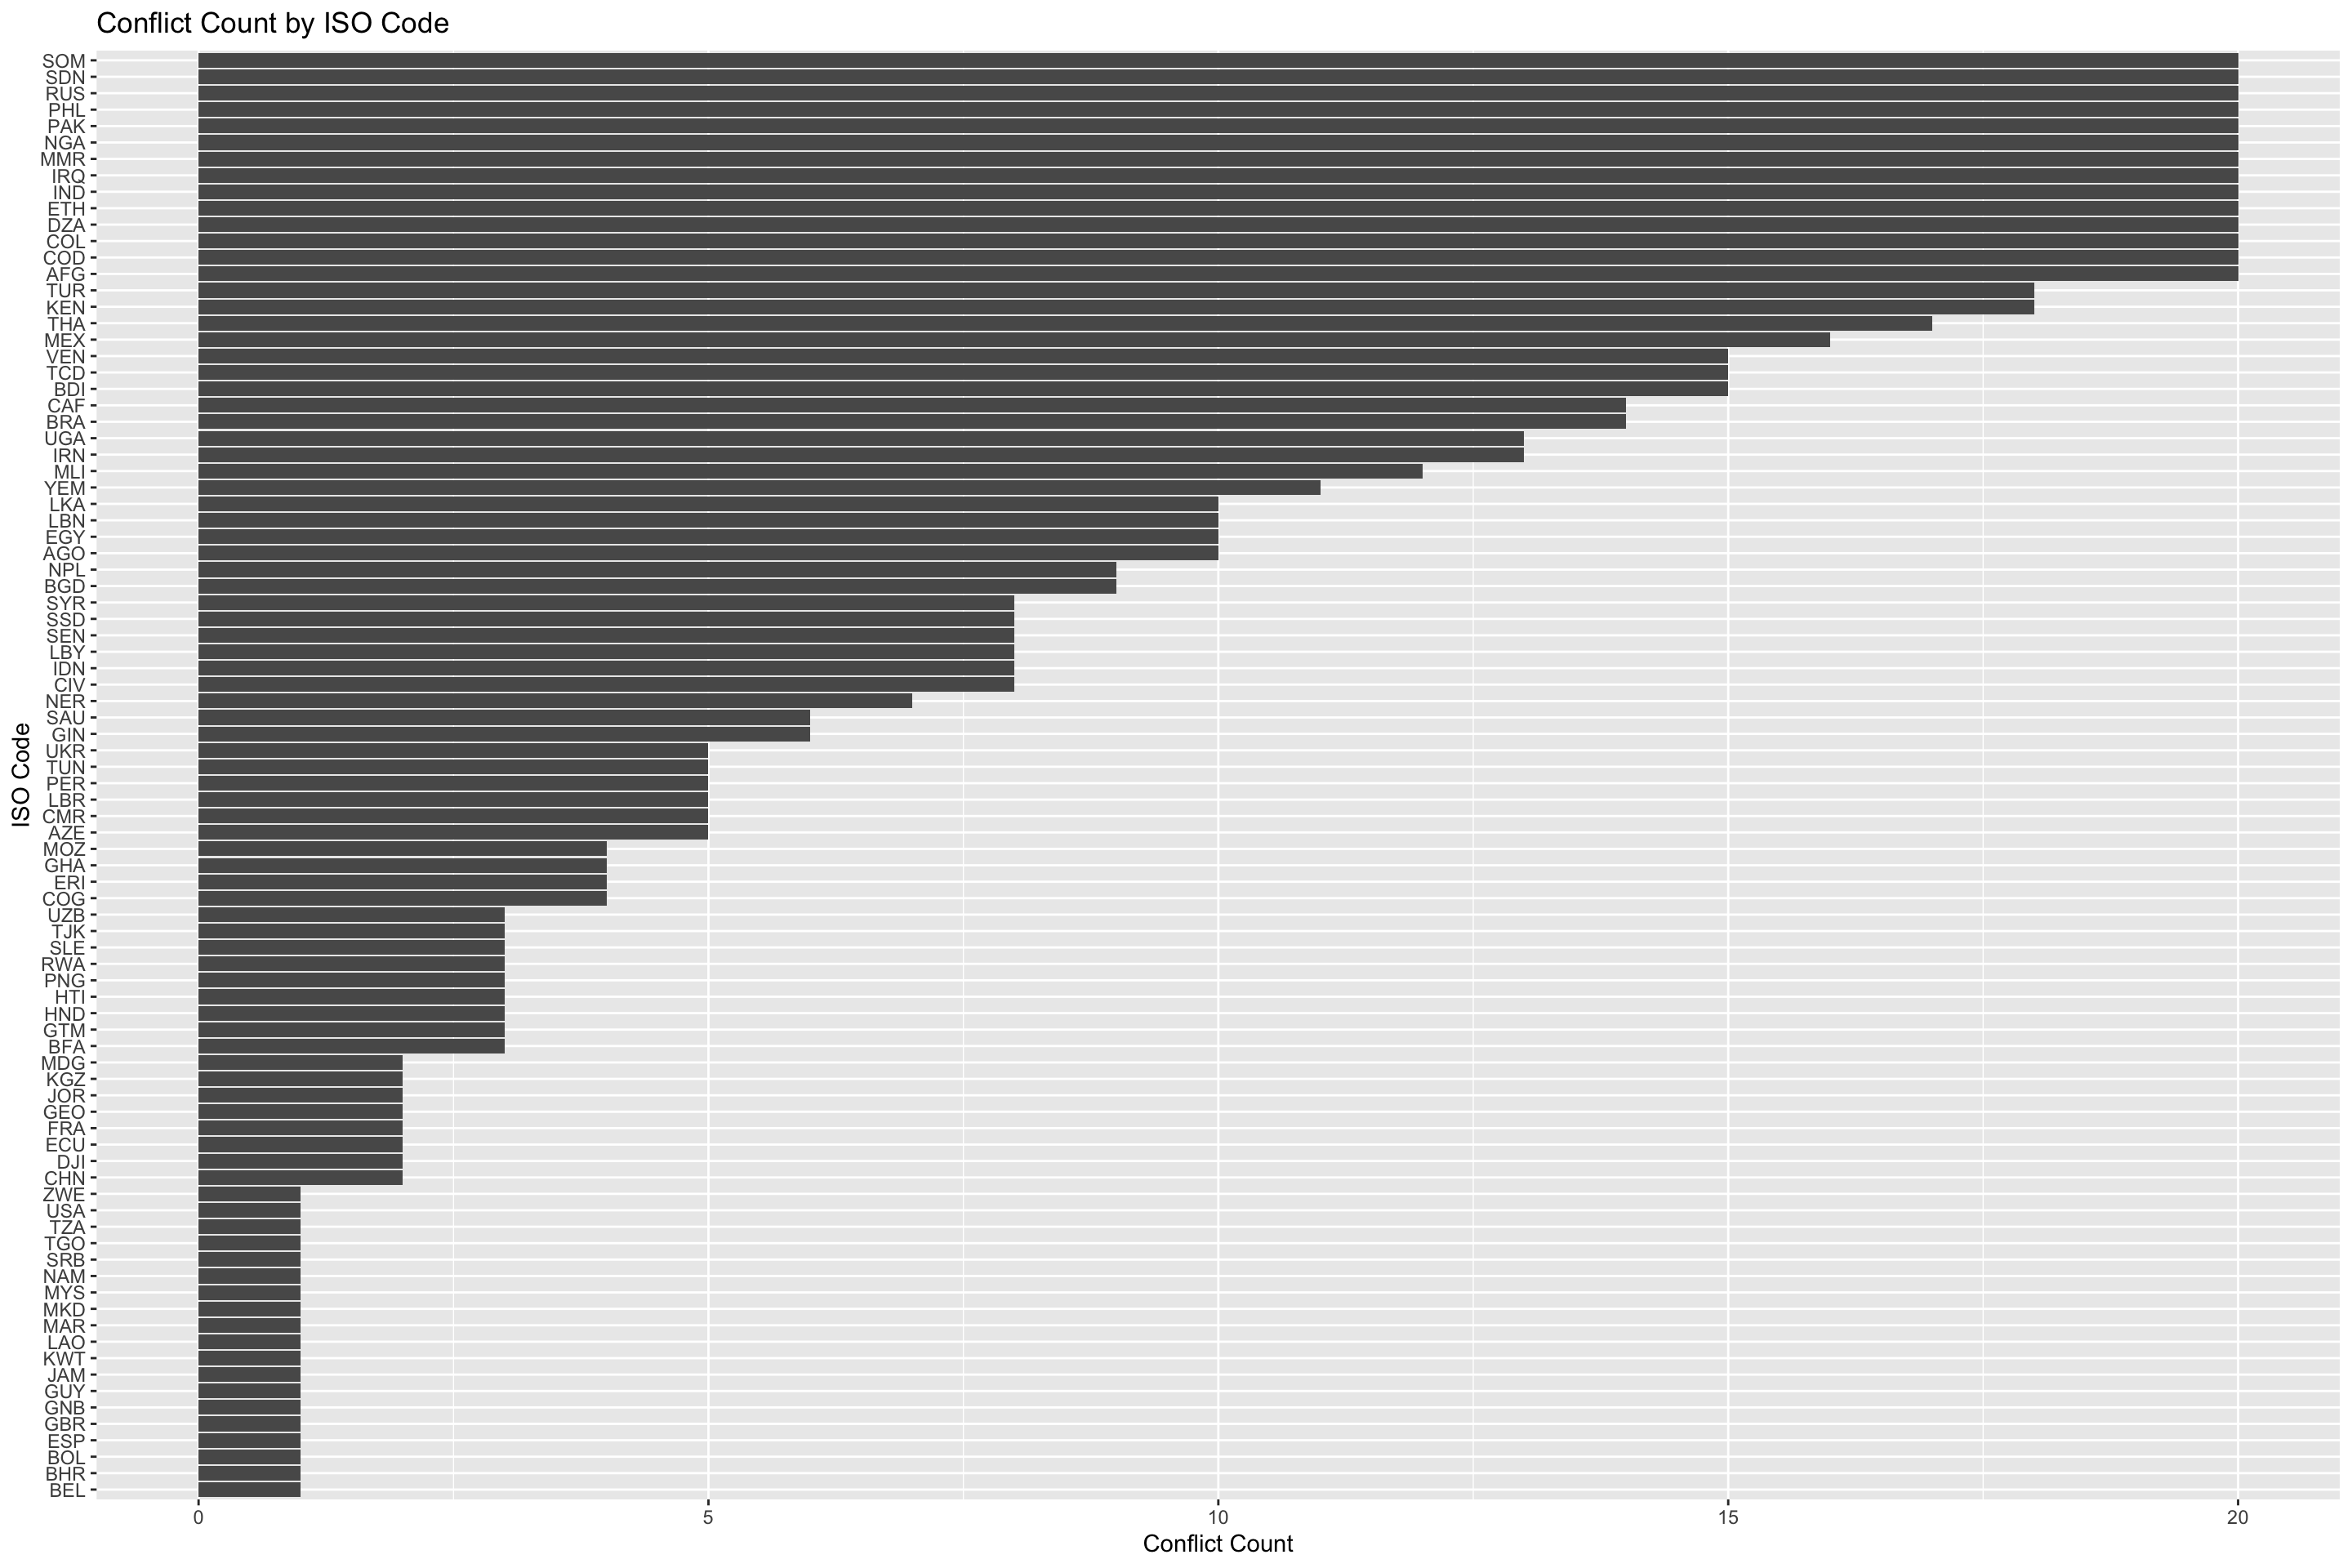 Conflict Count by ISO Code
SOM
SDN
RUS
PHL
PAK
NGA
MMR
IRQ
IND
ETH
DZA
COL
COD
AFG
TUR
KEN
THA
MEX
VEN
TCD
BDI
CAF
BRA
UGA
IRN
MLI
YEM
LKA
LBN
EGY
AGO
NPL
BGD
SYR
SSD
SEN
LBY
IDN
CIV
NER
SAU
GIN
UKR
TUN
PER
LBR
CMR
AZE
MOZ
GHA
ERI
COG
UZB
TJK
SLE
RWA
PNG
HTI
HND
GTM
BFA
MDG
KGZ
JOR
GEO
FRA
ECU
DJI
CHN
ZWE
USA
TZA
TGO
SRB
NAM
MYS
MKD
MAR
LAO
KWT
JAM
GUY
GNB
GBR
ESP
BOL
BHR
BEL
ISO Code
0 5 10 15 20
Conflict Count